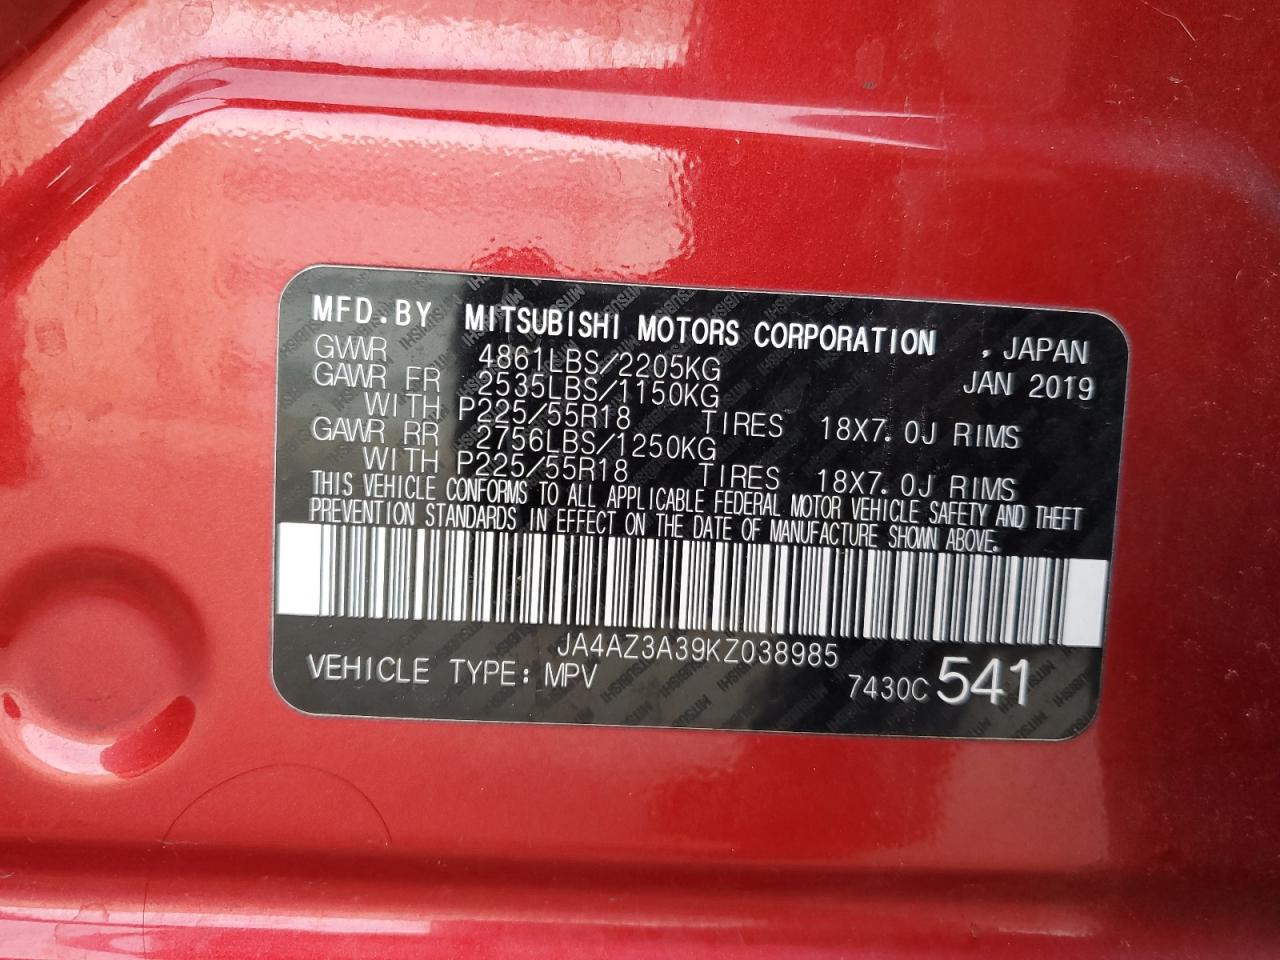 MFD.BY MITSUBISHI MOTORS CORPORATION , JAPAN
GVWR 4861LBS/2205KG JAN 2019
GAWR FR 2535LBS/1150KG
WITH P225/55R18 TIRES 18X7.0J RIMS
GAWR RR 2756LBS/1250KG
WITH P225/55R18 TIRES 18X7.0J RIMS
THIS VEHICLE CONFORMS TO ALL APPLICABLE FEDERAL MOTOR VEHICLE SAFETY AND THEFT
PREVENTION STANDARDS IN EFFECT ON THE DATE OF MANUFACTURE SHOWN ABOVE.
JA4AZ3A39KZ038985
VEHICLE TYPE: MPV 7430C 541